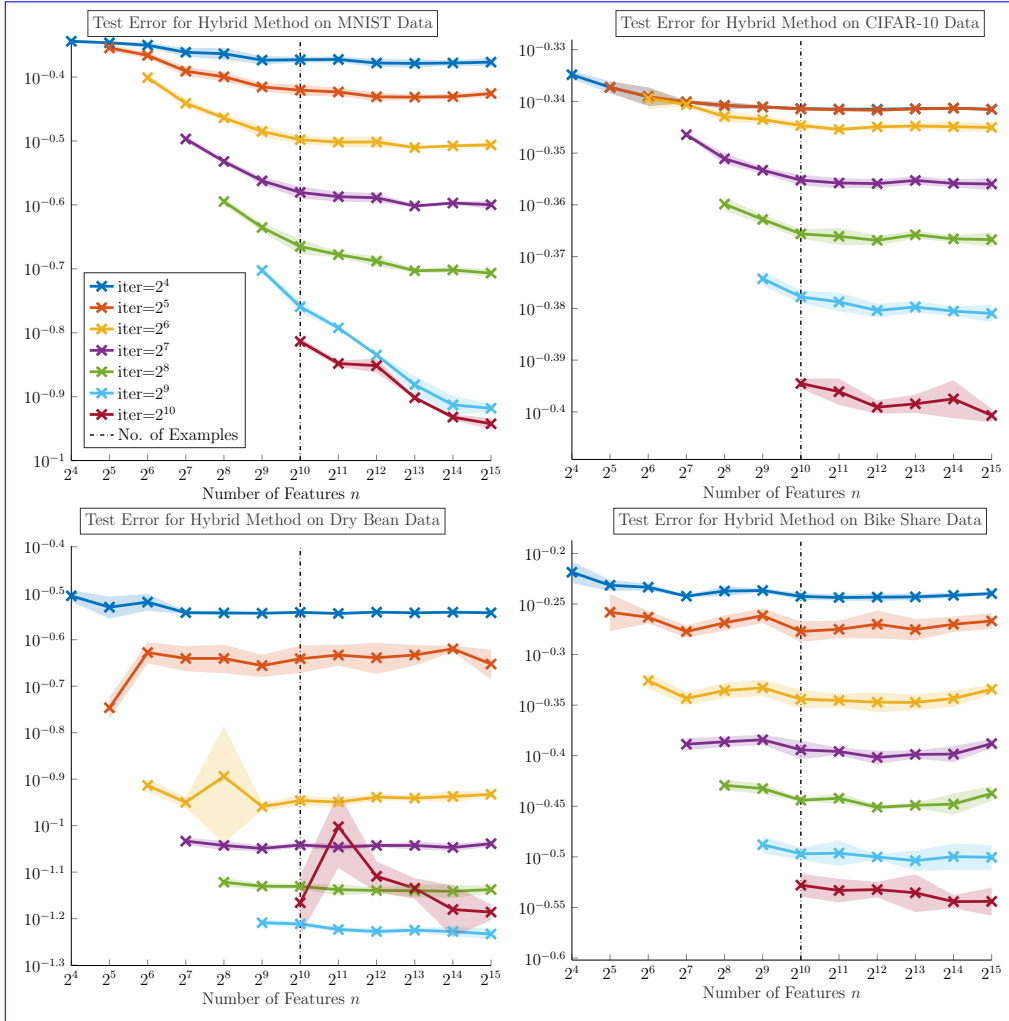 Test Error for Hybrid Method on MNIST Data
10^{-0.4}
10^{-0.5}
10^{-0.6}
10^{-0.7}
10^{-0.8}
10^{-0.9}
10^{-1}
iter=2^4
iter=2^5
iter=2^6
iter=2^7
iter=2^8
iter=2^9
iter=2^{10}
No. of Examples
2^4 2^5 2^6 2^7 2^8 2^9 2^{10} 2^{11} 2^{12} 2^{13} 2^{14} 2^{15}
Number of Features n
Test Error for Hybrid Method on CIFAR-10 Data
10^{-0.33}
10^{-0.34}
10^{-0.35}
10^{-0.36}
10^{-0.37}
10^{-0.38}
10^{-0.39}
10^{-0.4}
2^4 2^5 2^6 2^7 2^8 2^9 2^{10} 2^{11} 2^{12} 2^{13} 2^{14} 2^{15}
Number of Features n
Test Error for Hybrid Method on Dry Bean Data
10^{-0.4}
10^{-0.5}
10^{-0.6}
10^{-0.7}
10^{-0.8}
10^{-0.9}
10^{-1}
10^{-1.1}
10^{-1.2}
10^{-1.3}
2^4 2^5 2^6 2^7 2^8 2^9 2^{10} 2^{11} 2^{12} 2^{13} 2^{14} 2^{15}
Number of Features n
Test Error for Hybrid Method on Bike Share Data
10^{-0.2}
10^{-0.25}
10^{-0.3}
10^{-0.35}
10^{-0.4}
10^{-0.45}
10^{-0.5}
10^{-0.55}
10^{-0.6}
2^4 2^5 2^6 2^7 2^8 2^9 2^{10} 2^{11} 2^{12} 2^{13} 2^{14} 2^{15}
Number of Features n